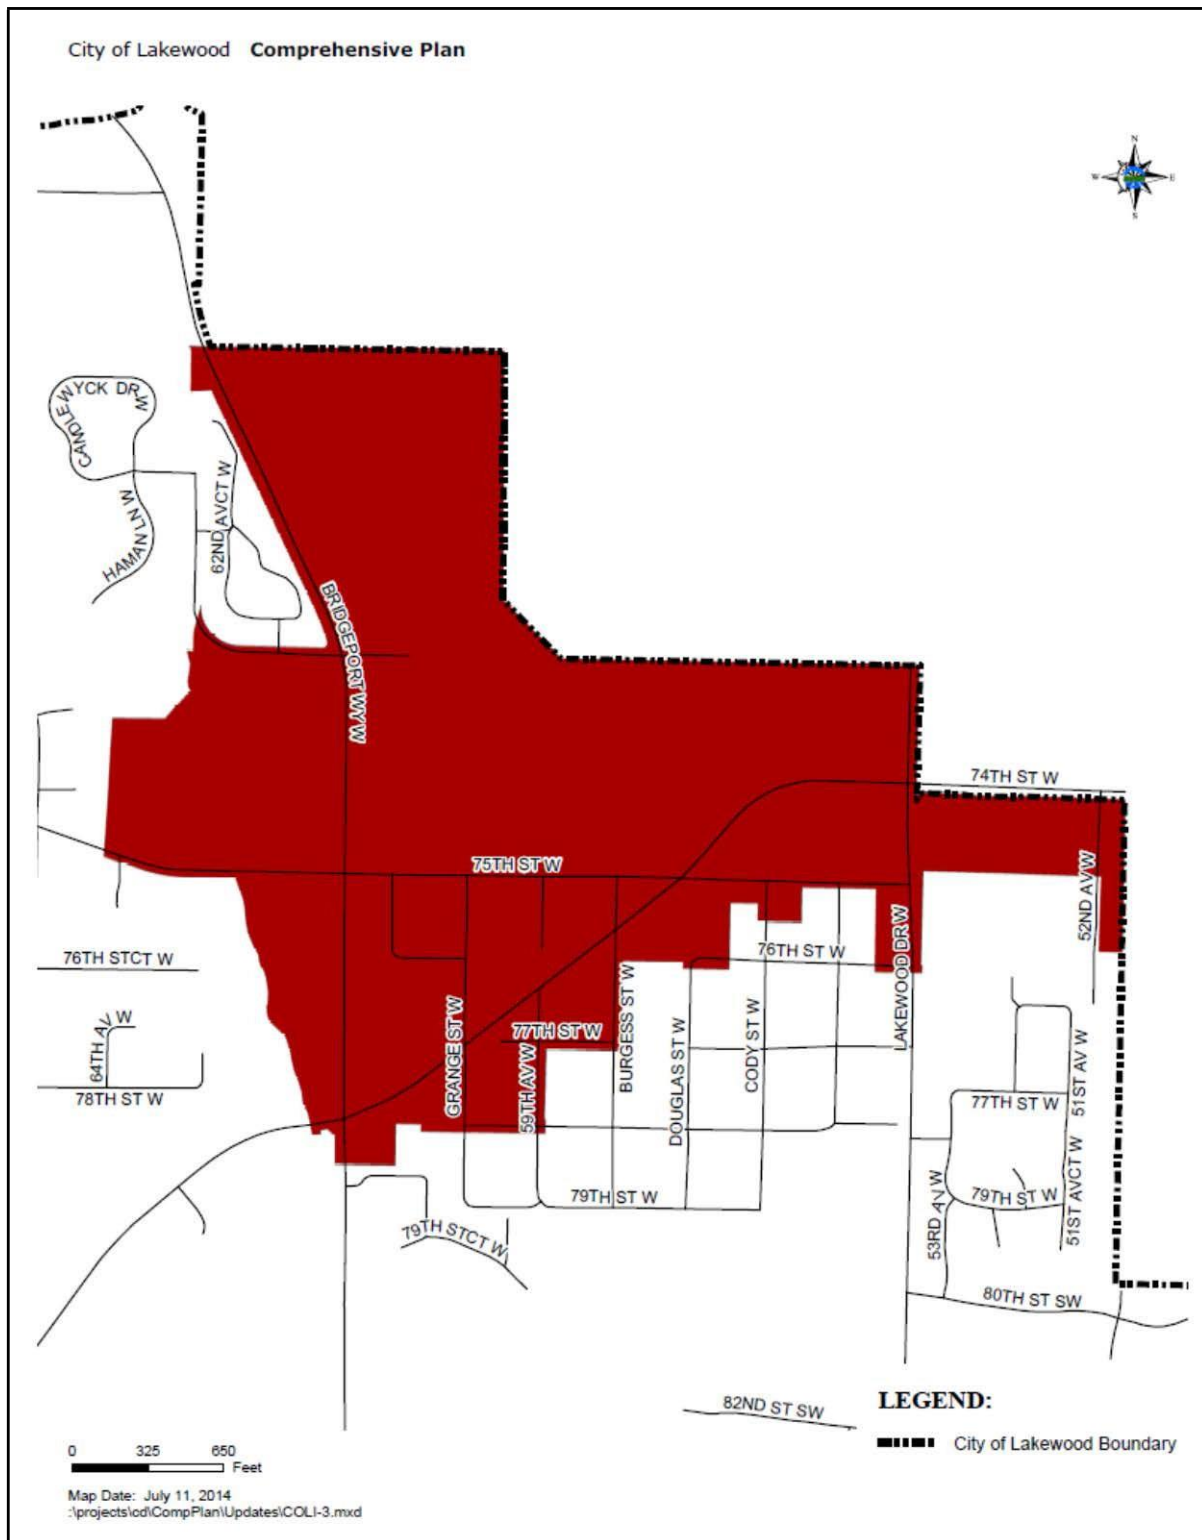 City of Lakewood Comprehensive Plan
N
W E
S
CANDLEWYCK DR W
HAMAN LN W
62ND AVCT W
BRIDGEPORT WY W
74TH ST W
75TH ST W
52ND AV W
76TH STCT W
76TH ST W
LAKEWOOD DR W
64TH AV W
78TH ST W
GRANGE ST W
77TH ST W
59TH AV W
BURGESS ST W
DOUGLAS ST W
CODY ST W
51ST AV W
77TH ST W
79TH ST W
79TH STCT W
53RD AV W
79TH ST W
51ST AVCT W
80TH ST SW
82ND ST SW
LEGEND:
City of Lakewood Boundary
0 325 650
Feet
Map Date: July 11, 2014
:\projects\cd\CompPlan\Updates\COLI-3.mxd